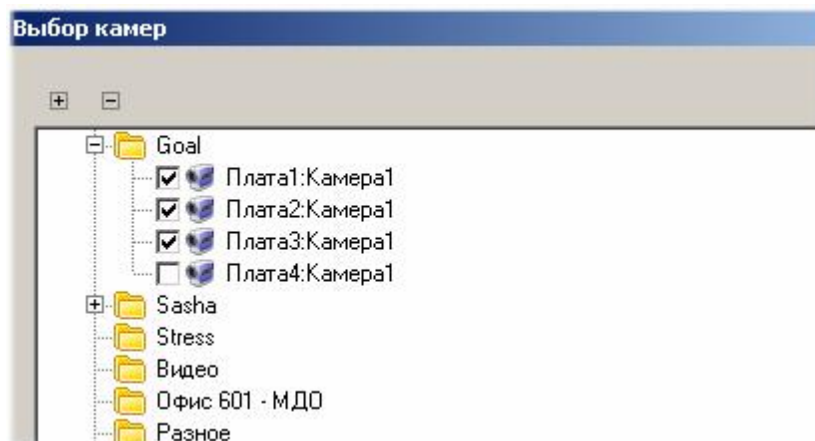 Выбор камер
Goal
Плата1:Камера1
Плата2:Камера1
Плата3:Камера1
Плата4:Камера1
Sasha
Stress
Видео
Офис 601 - МДО
Разное